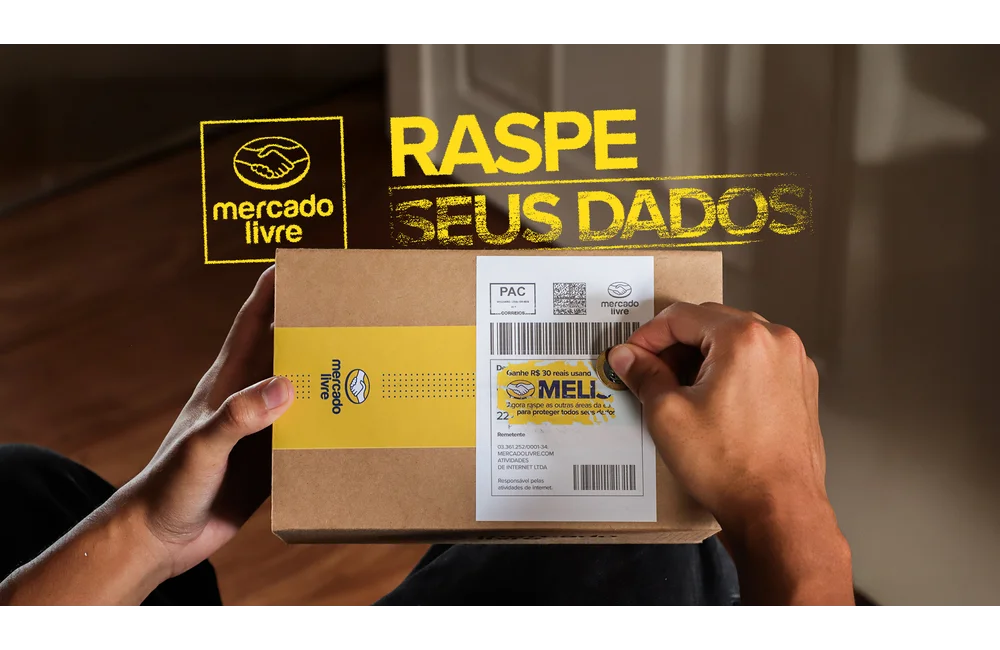 mercado
livre
RASPE
SEUS DADOS
mercado
livre
PAC
CORREIOS
mercado
livre
Ganhe R$ 30 reais usando
MELI
Agora raspe as outras áreas da
para proteger todos seus dados
22
Remetente
03.361.252/0001-34.
MERCADOLIVRE.COM
ATIVIDADES
DE INTERNET LTDA
Responsável pelas
atividades de internet.